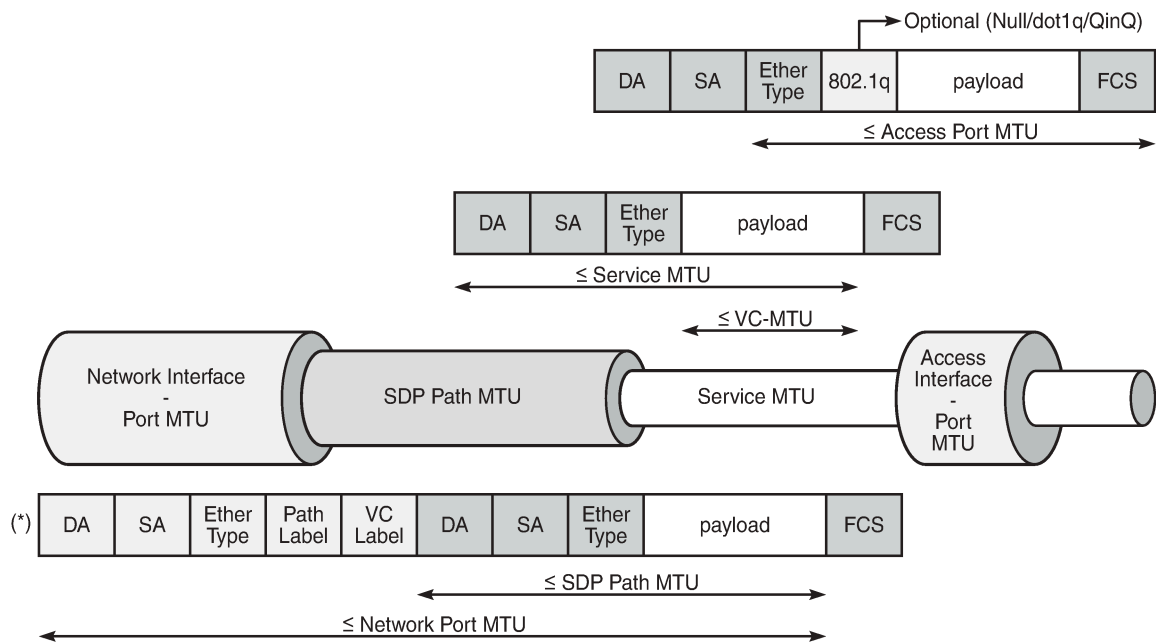 Optional (Null/dot1q/QinQ)
DA SA Ether Type 802.1q payload FCS
≤ Access Port MTU
DA SA Ether Type payload FCS
≤ Service MTU
≤ VC-MTU
Network Interface
-
Port MTU
SDP Path MTU
Service MTU
Access
Interface
-
Port
MTU
(*) DA SA Ether Type Path Label VC Label DA SA Ether Type payload FCS
≤ SDP Path MTU
≤ Network Port MTU